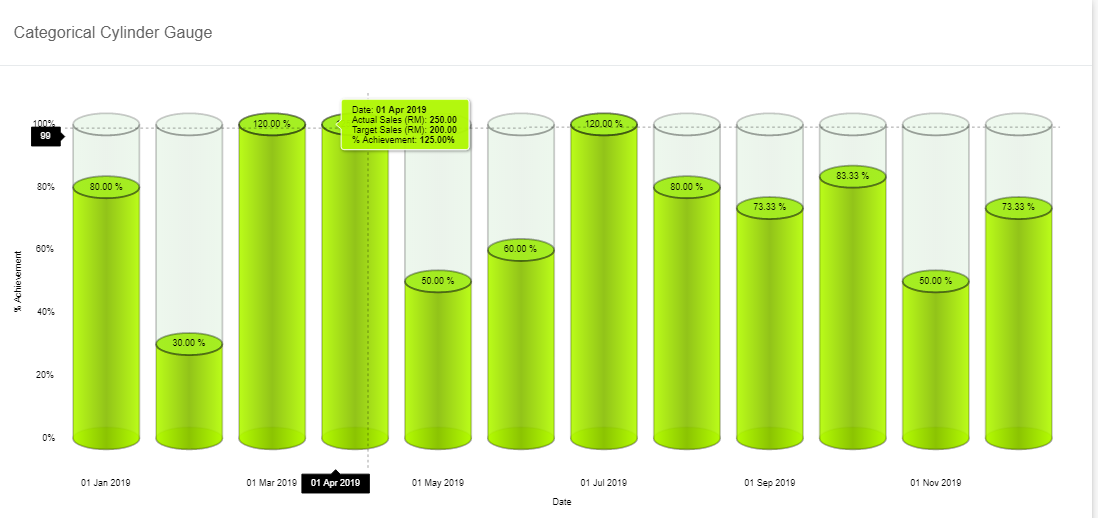 Categorical Cylinder Gauge
Date: 01 Apr 2019
Actual Sales (RM): 250.00
Target Sales (RM): 200.00
% Achievement: 125.00%
100%
99
120.00 %
120.00 %
80%
80.00 %
80.00 %
83.33 %
73.33 %
73.33 %
60%
60.00 %
50.00 %
50.00 %
% Achievement
40%
30.00 %
20%
0%
01 Jan 2019
01 Mar 2019
01 Apr 2019
01 May 2019
01 Jul 2019
01 Sep 2019
01 Nov 2019
Date